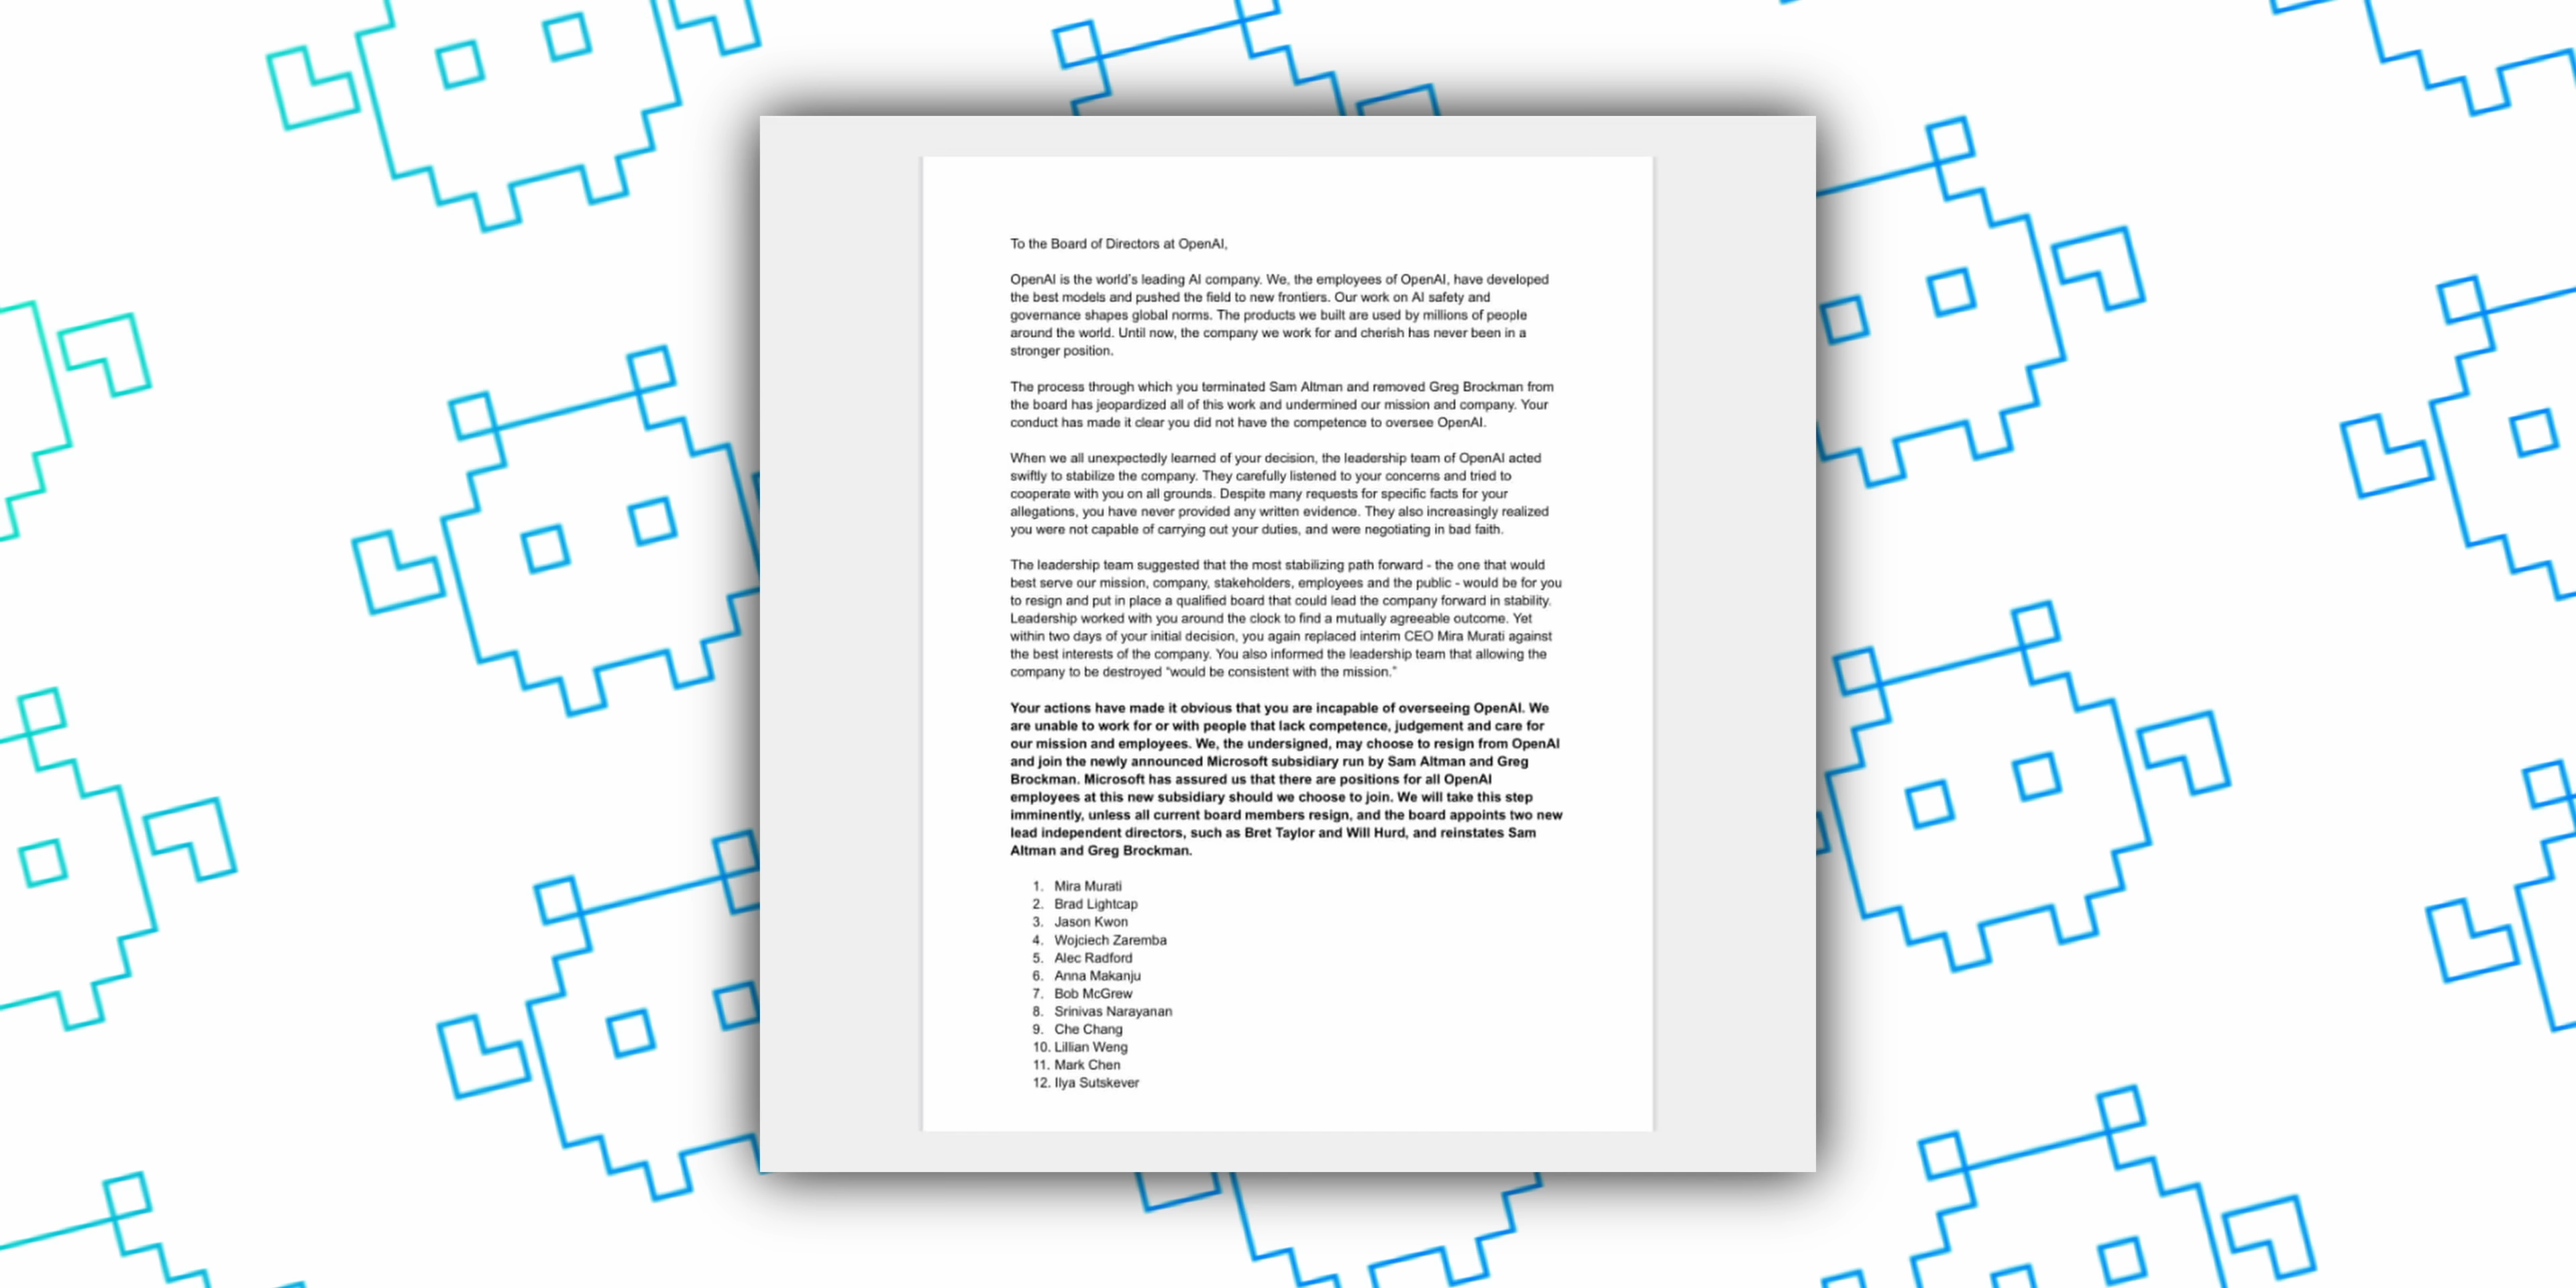 To the Board of Directors at OpenAI,
OpenAI is the world's leading AI company. We, the employees of OpenAI, have developed
the best models and pushed the field to new frontiers. Our work on AI safety and
governance shapes global norms. The products we built are used by millions of people
around the world. Until now, the company we work for and cherish has never been in a
stronger position.
The process through which you terminated Sam Altman and removed Greg Brockman from
the board has jeopardized all of this work and undermined our mission and company. Your
conduct has made it clear you did not have the competence to oversee OpenAI.
When we all unexpectedly learned of your decision, the leadership team of OpenAI acted
swiftly to stabilize the company. They carefully listened to your concerns and tried to
cooperate with you on all grounds. Despite many requests for specific facts for your
allegations, you have never provided any written evidence. They also increasingly realized
you were not capable of carrying out your duties, and were negotiating in bad faith.
The leadership team suggested that the most stabilizing path forward - the one that would
best serve our mission, company, stakeholders, employees and the public - would be for you
to resign and put in place a qualified board that could lead the company forward in stability.
Leadership worked with you around the clock to find a mutually agreeable outcome. Yet
within two days of your initial decision, you again replaced interim CEO Mira Murati against
the best interests of the company. You also informed the leadership team that allowing the
company to be destroyed "would be consistent with the mission."
Your actions have made it obvious that you are incapable of overseeing OpenAI. We
are unable to work for or with people that lack competence, judgement and care for
our mission and employees. We, the undersigned, may choose to resign from OpenAI
and join the newly announced Microsoft subsidiary run by Sam Altman and Greg
Brockman. Microsoft has assured us that there are positions for all OpenAI
employees at this new subsidiary should we choose to join. We will take this step
imminently, unless all current board members resign, and the board appoints two new
lead independent directors, such as Bret Taylor and Will Hurd, and reinstates Sam
Altman and Greg Brockman.
1. Mira Murati
2. Brad Lightcap
3. Jason Kwon
4. Wojciech Zaremba
5. Alec Radford
6. Anna Makanju
7. Bob McGrew
8. Srinivas Narayanan
9. Che Chang
10. Lillian Weng
11. Mark Chen
12. Ilya Sutskever